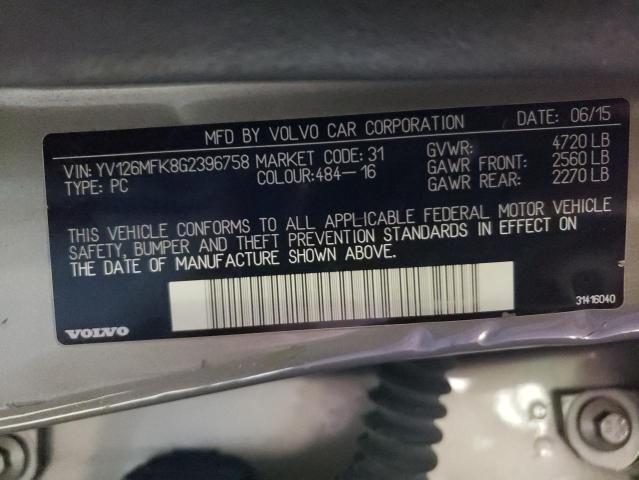 MFD BY VOLVO CAR CORPORATION DATE: 06/15
VIN: YV126MFK8G2396758 MARKET CODE: 31 GVWR: 4720 LB
TYPE: PC COLOUR:484-16 GAWR FRONT: 2560 LB
GAWR REAR: 2270 LB
THIS VEHICLE CONFORMS TO ALL APPLICABLE FEDERAL MOTOR VEHICLE
SAFETY, BUMPER AND THEFT PREVENTION STANDARDS IN EFFECT ON
THE DATE OF MANUFACTURE SHOWN ABOVE.
VOLVO 31416040